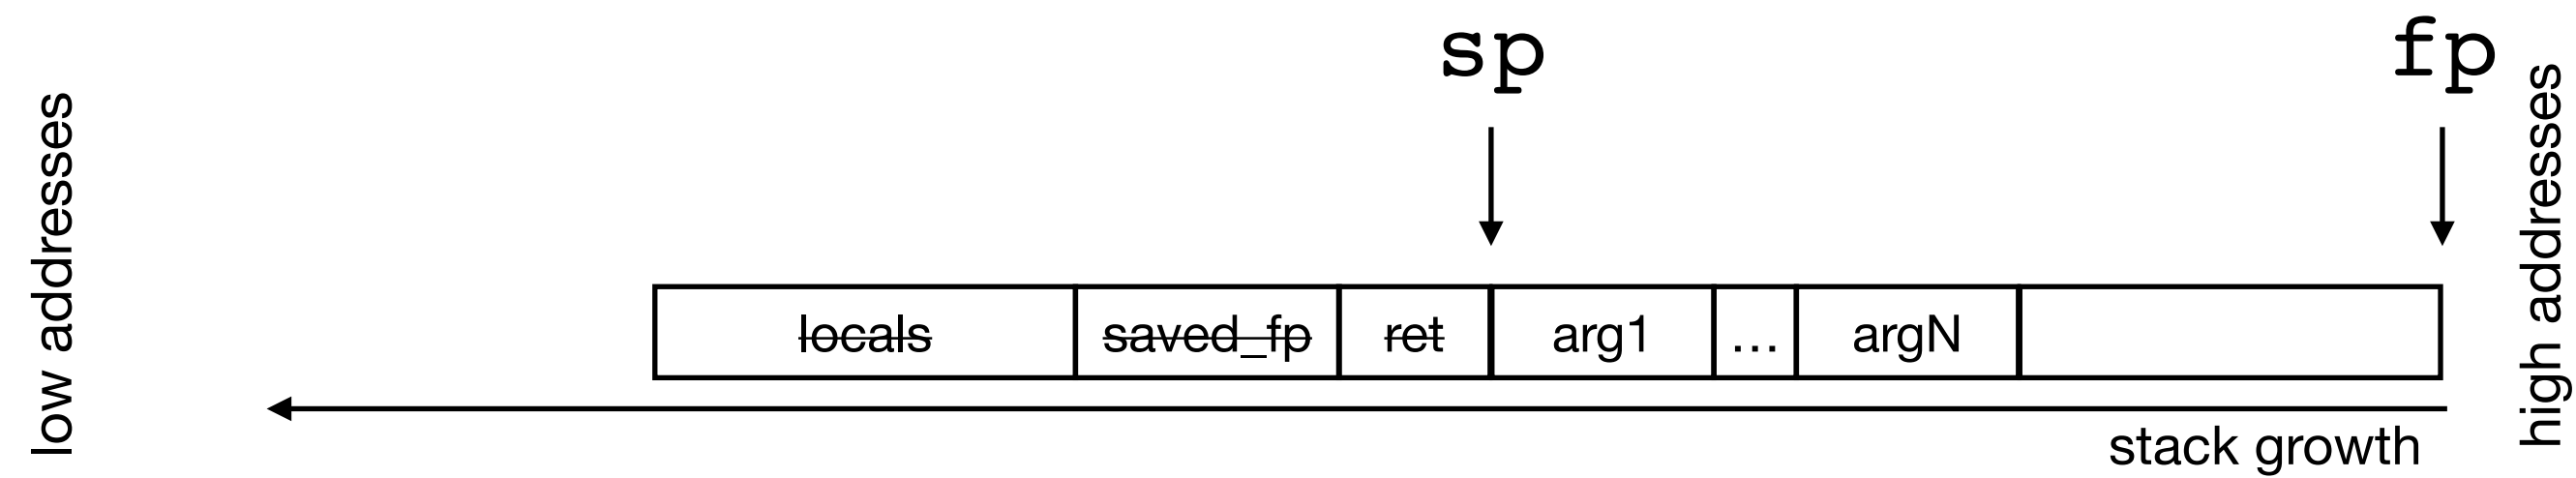 sp
fp
low addresses
locals
saved_fp
ret
arg1
...
argN
high addresses
stack growth